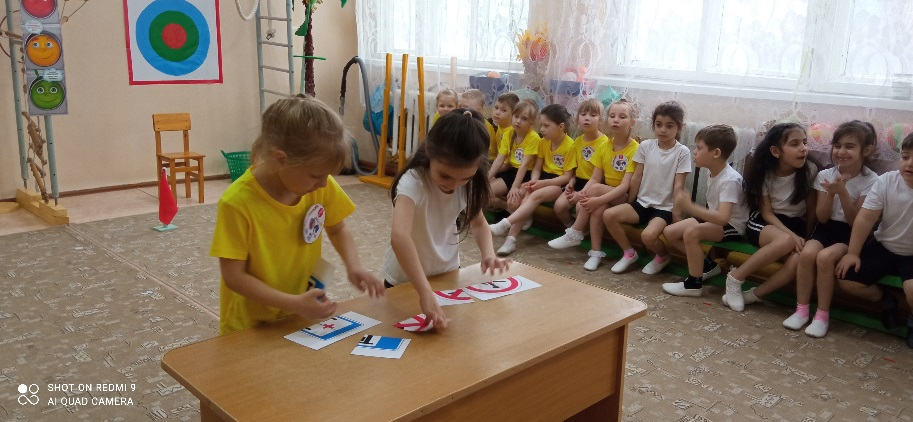 SHOT ON REDMI 9
AI QUAD CAMERA